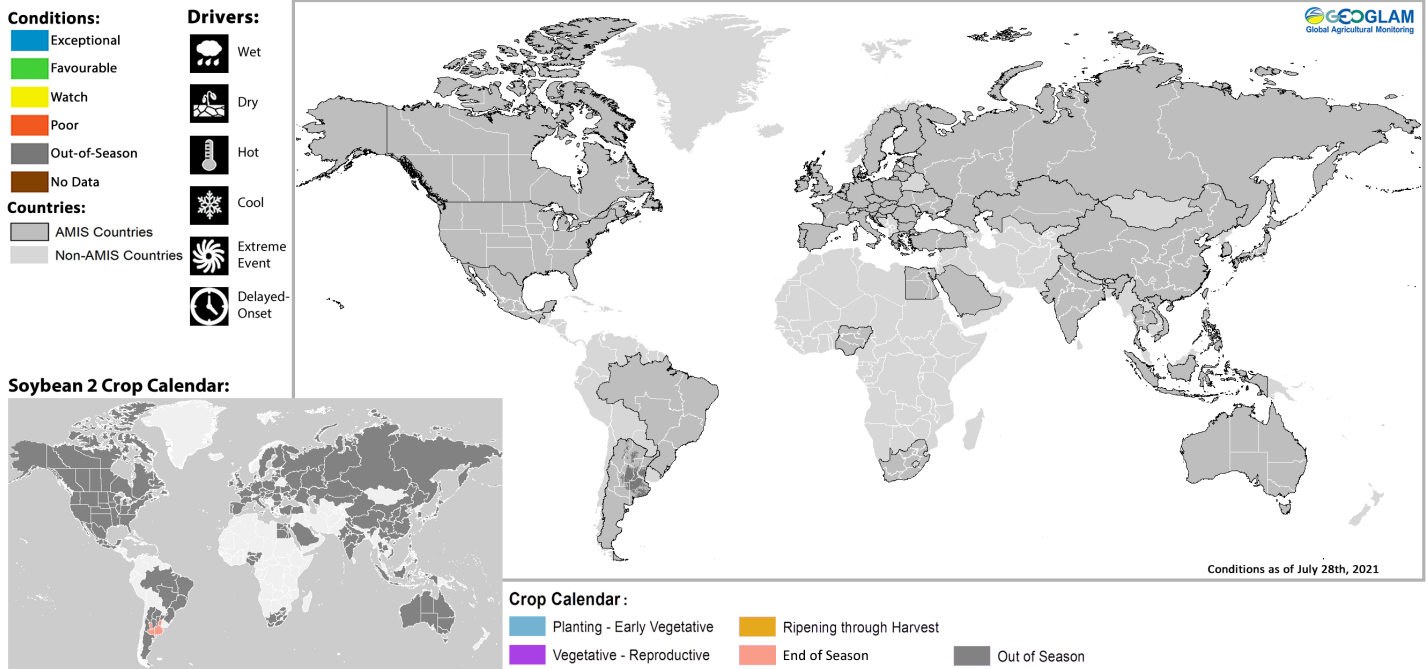 Conditions:
Exceptional
Favourable
Watch
Poor
Out-of-Season
No Data
Countries:
AMIS Countries
Non-AMIS Countries
Drivers:
Wet
Dry
Hot
Cool
Extreme
Event
Delayed-
Onset
GEOGLAM
Global Agricultural Monitoring
Soybean 2 Crop Calendar:
Conditions as of July 28th, 2021
Crop Calendar :
Planting - Early Vegetative
Ripening through Harvest
Vegetative - Reproductive
End of Season
Out of Season